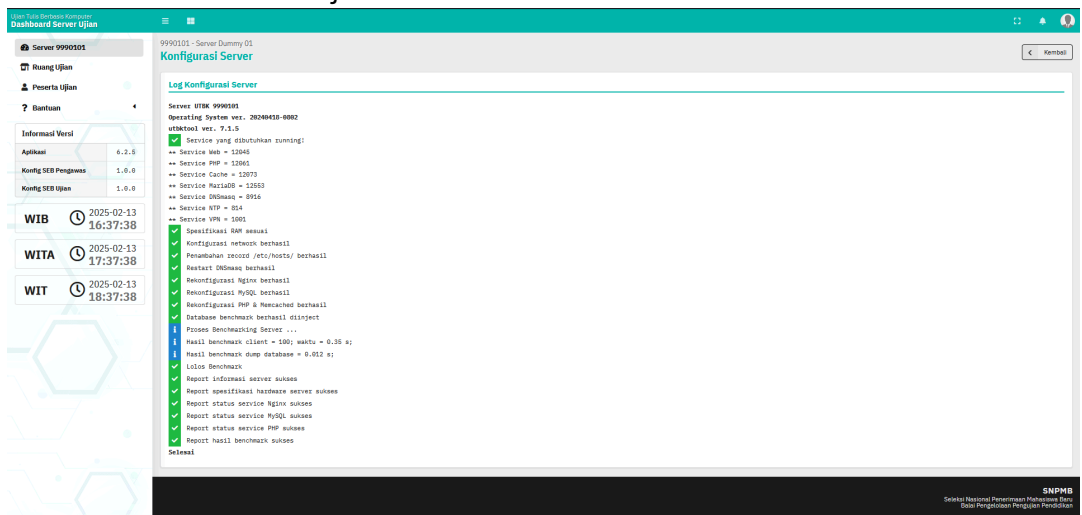 Ujian Tulis Berbasis Komputer
Dashboard Server Ujian
Server 9990101
Ruang Ujian
Peserta Ujian
Bantuan
Informasi Versi
Aplikasi 6.2.5
Konfig SEB Pengawas 1.0.0
Konfig SEB Ujian 1.0.0
WIB 2025-02-13 16:37:38
WITA 2025-02-13 17:37:38
WIT 2025-02-13 18:37:38
9990101 - Server Dummy 01
Konfigurasi Server
Kembali
Log Konfigurasi Server
Server UTBK 9990101
Operating System ver. 20240418-0002
utbktool ver. 7.1.5
Service yang dibutuhkan running:
** Service Web = 12046
** Service PHP = 12061
** Service Cache = 12073
** Service MariaDB = 12553
** Service DNSmasq = 8916
** Service NTP = 814
** Service VPN = 1001
Spesifikasi RAM sesuai
Konfigurasi network berhasil
Penambahan record /etc/hosts/ berhasil
Restart DNSmasq berhasil
Rekonfigurasi Nginx berhasil
Rekonfigurasi MySQL berhasil
Rekonfigurasi PHP & Memcached berhasil
Database benchmark berhasil diinject
Proses Benchmarking Server ...
Hasil benchmark client = 100; waktu = 0.35 s;
Hasil benchmark dump database = 0.012 s;
Lolos Benchmark
Report informasi server sukses
Report spesifikasi hardware server sukses
Report status service Nginx sukses
Report status service MySQL sukses
Report status service PHP sukses
Report hasil benchmark sukses
Selesai
SNPMB
Seleksi Nasional Penerimaan Mahasiswa Baru
Balai Pengelolaan Pengujian Pendidikan